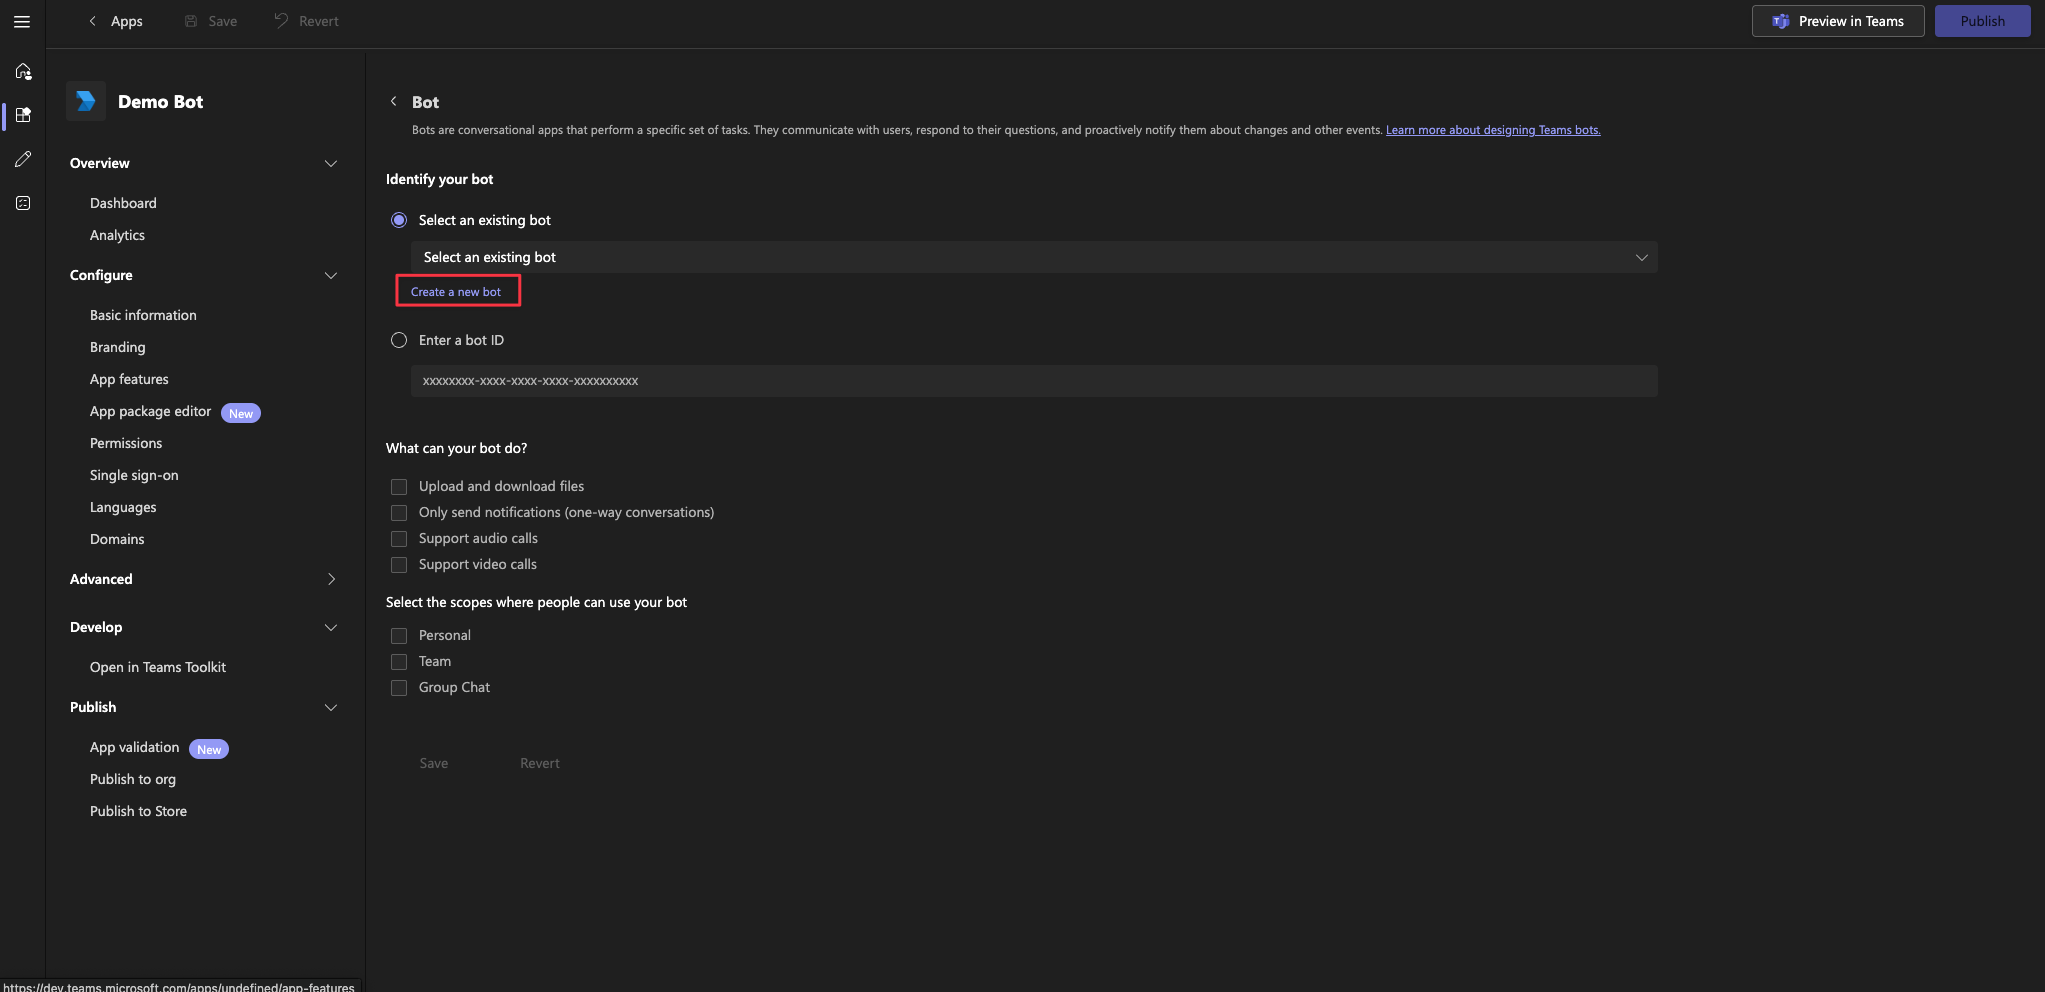 Apps
Save
Revert
Preview in Teams
Publish
Demo Bot
Overview
Dashboard
Analytics
Configure
Basic information
Branding
App features
App package editor New
Permissions
Single sign-on
Languages
Domains
Advanced
Develop
Open in Teams Toolkit
Publish
App validation New
Publish to org
Publish to Store
Bot
Bots are conversational apps that perform a specific set of tasks. They communicate with users, respond to their questions, and proactively notify them about changes and other events. Learn more about designing Teams bots.
Identify your bot
Select an existing bot
Select an existing bot
Create a new bot
Enter a bot ID
xxxxxxxx-xxxx-xxxx-xxxx-xxxxxxxxxx
What can your bot do?
Upload and download files
Only send notifications (one-way conversations)
Support audio calls
Support video calls
Select the scopes where people can use your bot
Personal
Team
Group Chat
Save Revert
https://dev.teams.microsoft.com/apps/undefined/app-features